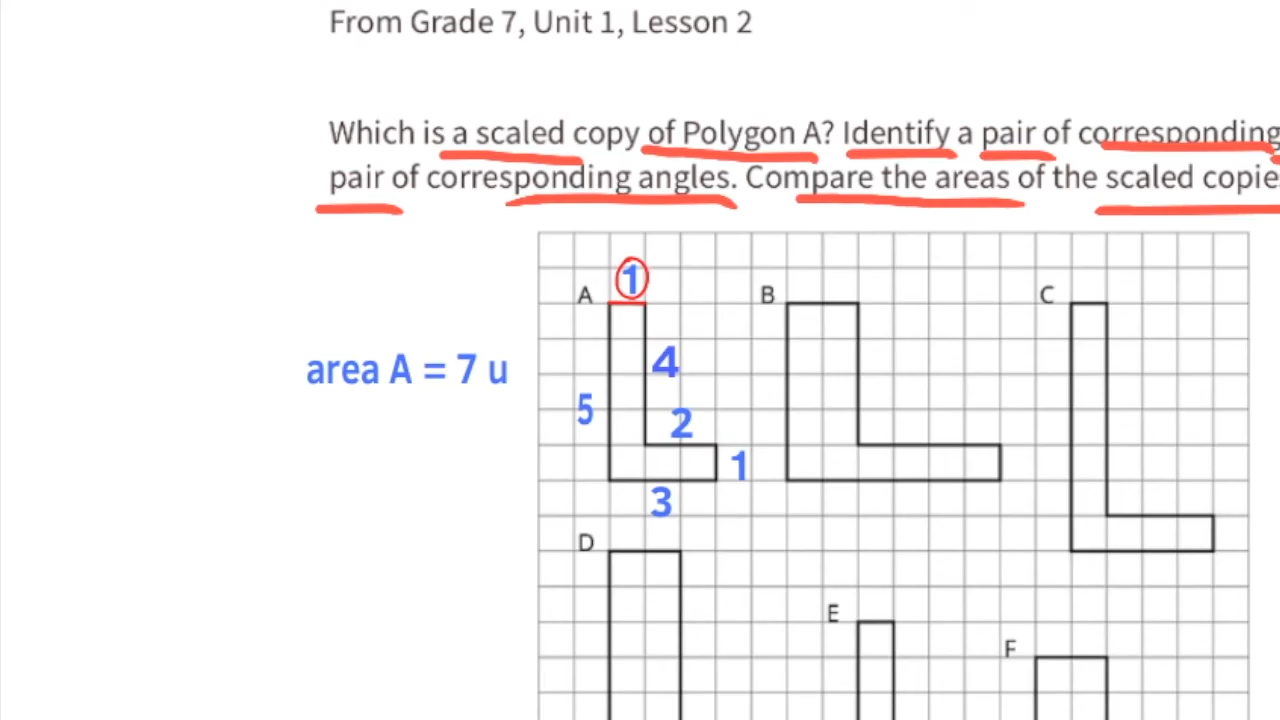 From Grade 7, Unit 1, Lesson 2
Which is a scaled copy of Polygon A? Identify a pair of corresponding
pair of corresponding angles. Compare the areas of the scaled copie
1
A
B
C
area A = 7 u
4
5
2
1
3
D
E
F